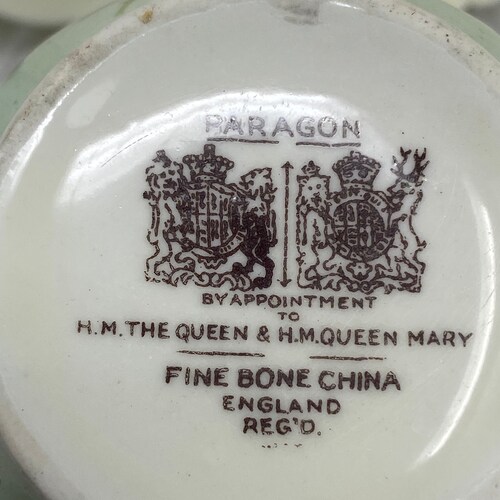 PARAGON
BY APPOINTMENT
TO
H.M. THE QUEEN & H.M. QUEEN MARY
FINE BONE CHINA
ENGLAND
REG'D.